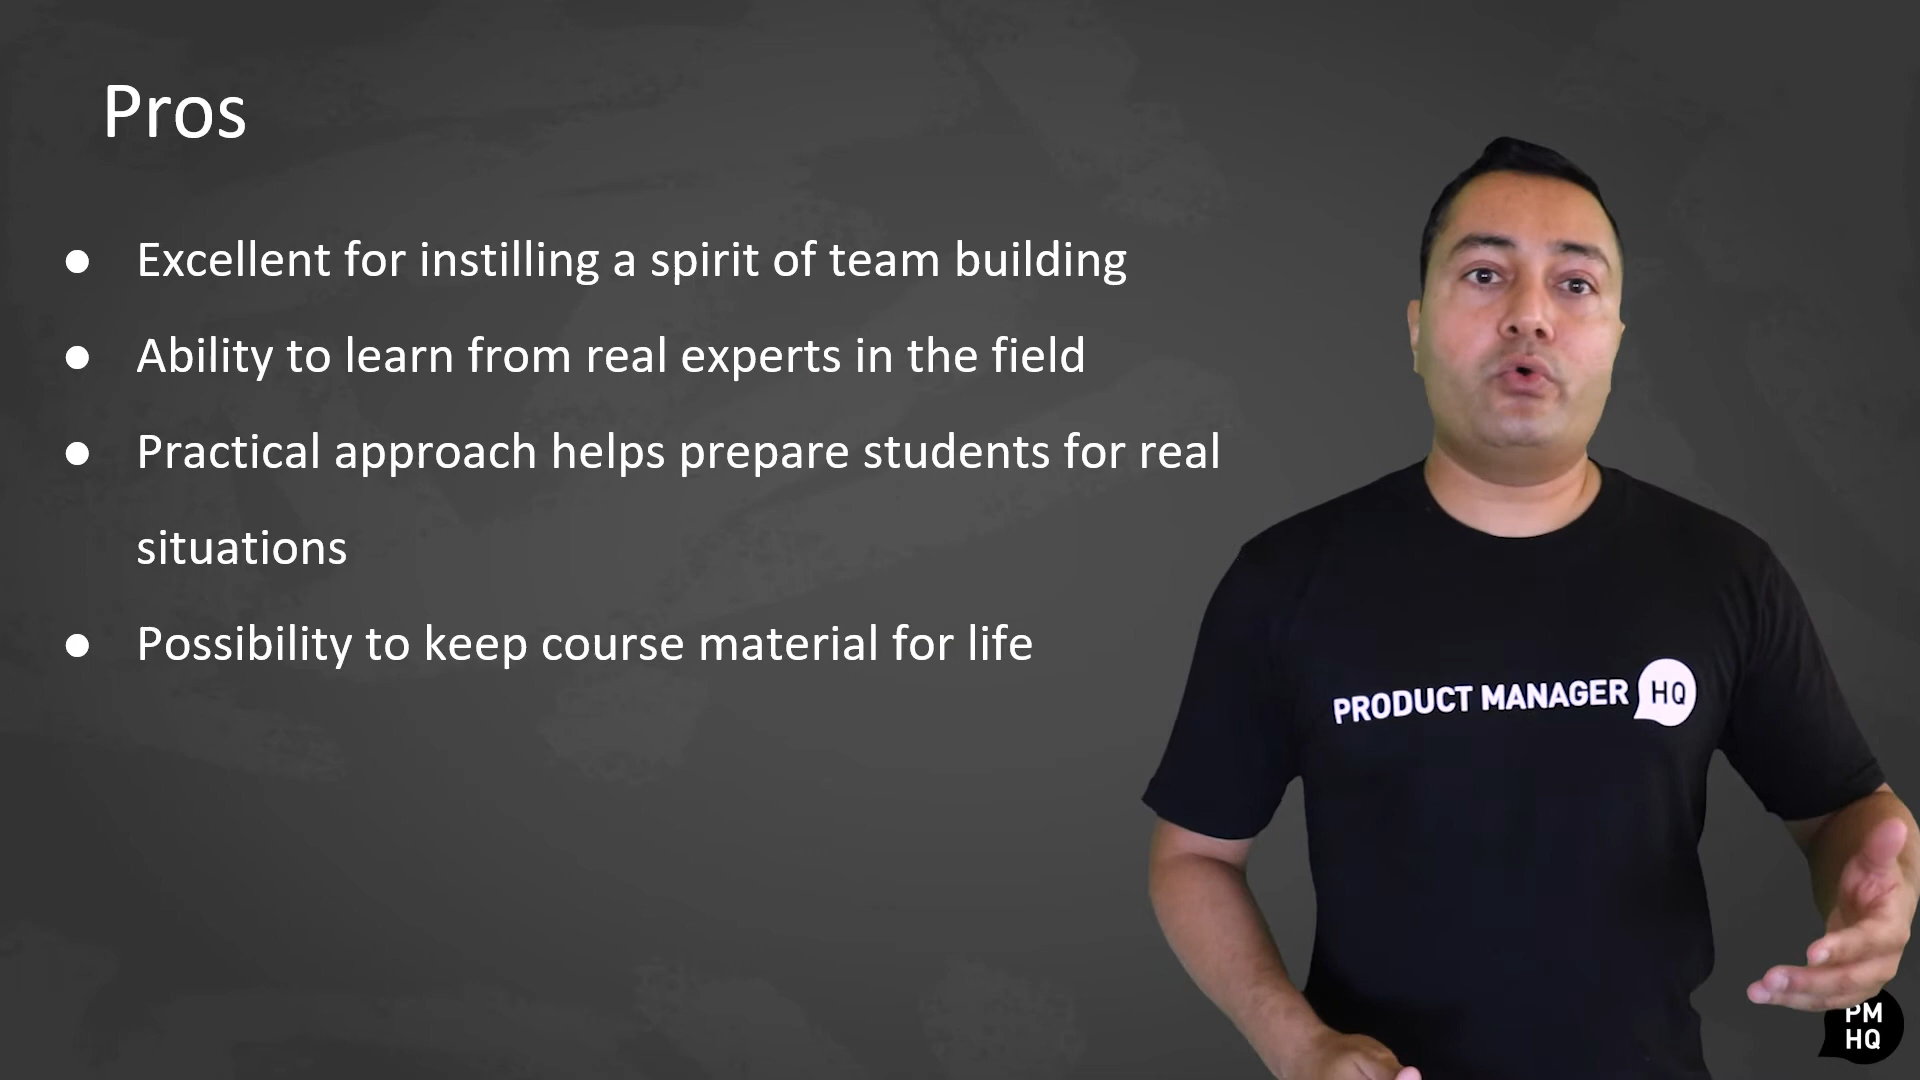 Pros
● Excellent for instilling a spirit of team building
● Ability to learn from real experts in the field
● Practical approach helps prepare students for real
situations
● Possibility to keep course material for life
PRODUCT MANAGER HQ
PM
HQ